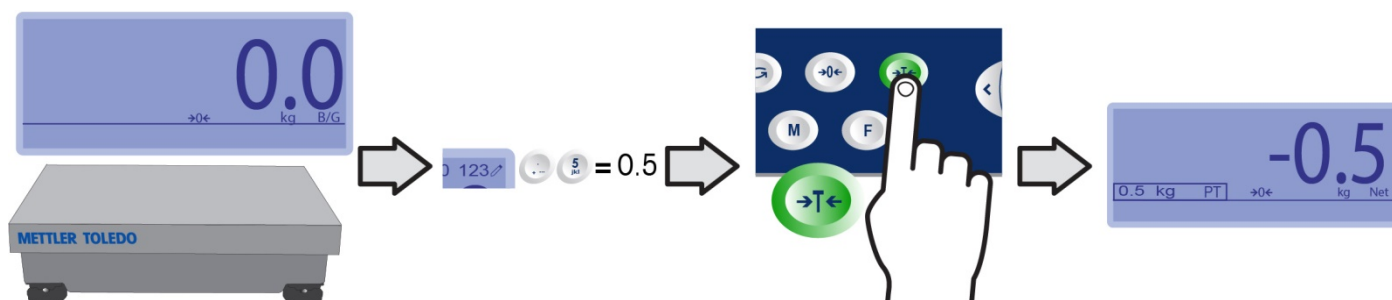 0.0
→0← kg B/G
METTLER TOLEDO
0 123
.
5
jkl
= 0.5
→0← →T←
M F
→T←
-0.5
0.5 kg PT →0← kg Net